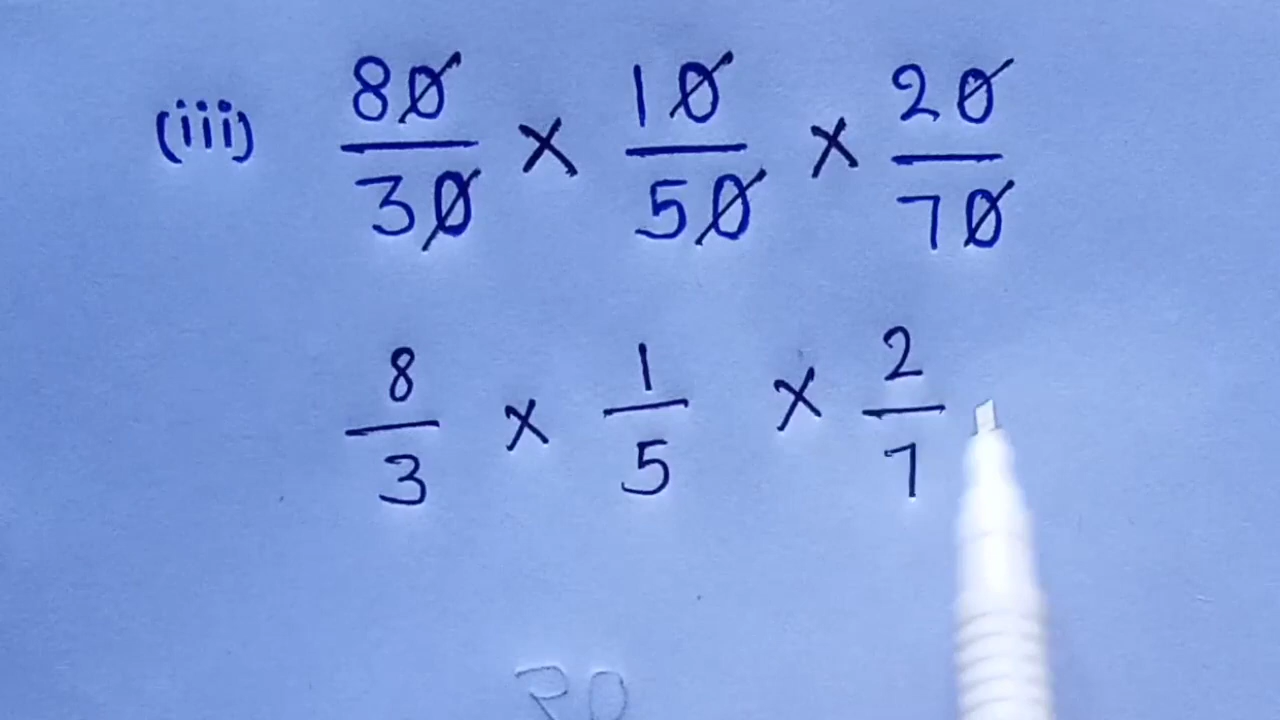 (iii) 80/30 × 10/50 × 20/70
8/3 × 1/5 × 2/7